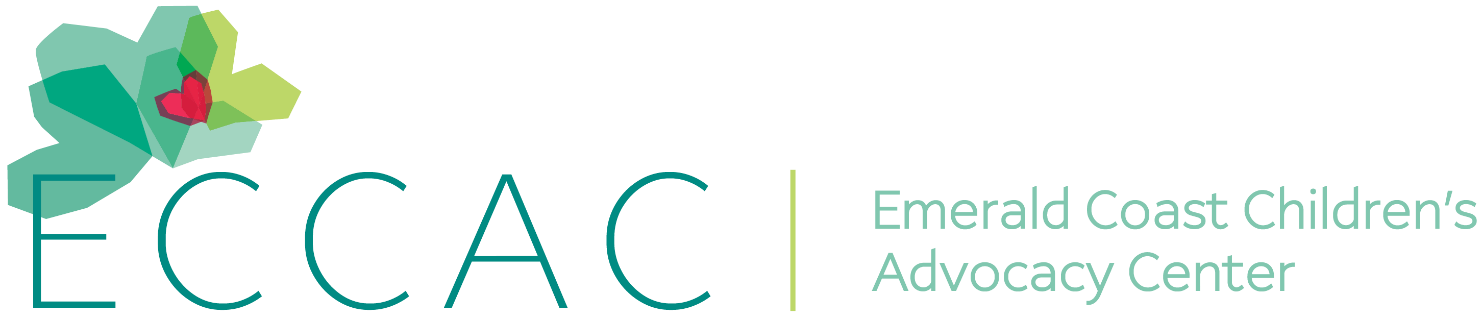 ECCAC
Emerald Coast Children's
Advocacy Center